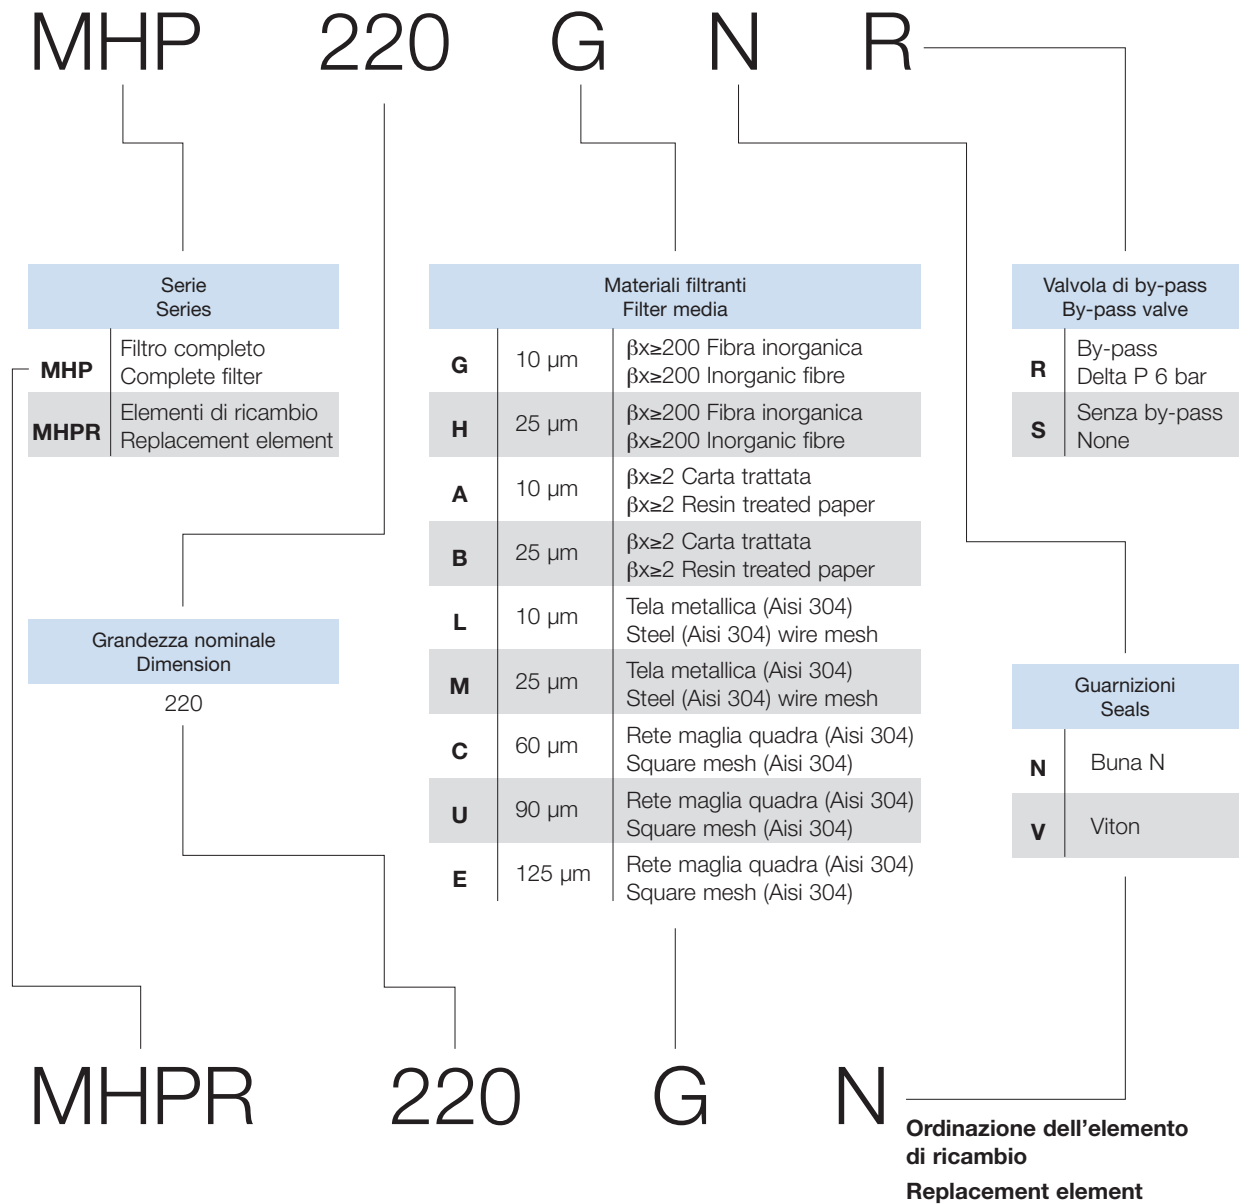 MHP 220 G N R
Serie
Series
MHP
Filtro completo
Complete filter
MHPR
Elementi di ricambio
Replacement element
Grandezza nominale
Dimension
220
Materiali filtranti
Filter media
G 10 µm
βx≥200 Fibra inorganica
βx≥200 Inorganic fibre
H 25 µm
βx≥200 Fibra inorganica
βx≥200 Inorganic fibre
A 10 µm
βx≥2 Carta trattata
βx≥2 Resin treated paper
B 25 µm
βx≥2 Carta trattata
βx≥2 Resin treated paper
L 10 µm
Tela metallica (Aisi 304)
Steel (Aisi 304) wire mesh
M 25 µm
Tela metallica (Aisi 304)
Steel (Aisi 304) wire mesh
C 60 µm
Rete maglia quadra (Aisi 304)
Square mesh (Aisi 304)
U 90 µm
Rete maglia quadra (Aisi 304)
Square mesh (Aisi 304)
E 125 µm
Rete maglia quadra (Aisi 304)
Square mesh (Aisi 304)
Valvola di by-pass
By-pass valve
R
By-pass
Delta P 6 bar
S
Senza by-pass
None
Guarnizioni
Seals
N Buna N
V Viton
MHPR 220 G N
Ordinazione dell’elemento
di ricambio
Replacement element